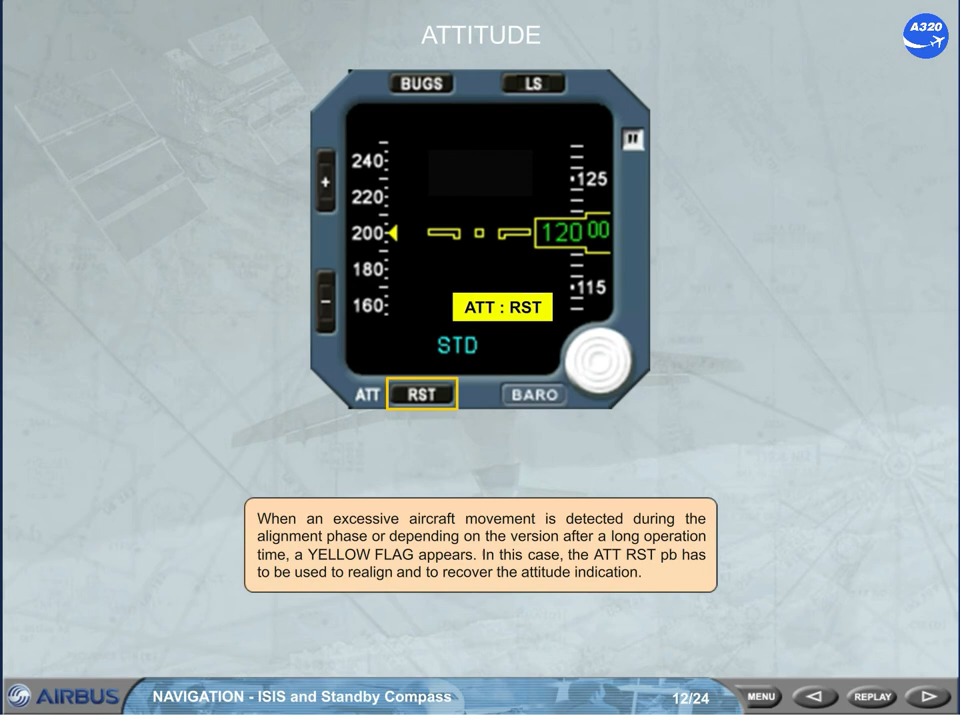 ATTITUDE
A320
BUGS LS
240
220
200
180
160
+
-
125
120 00
115
ATT : RST
STD
ATT RST BARO
When an excessive aircraft movement is detected during the
alignment phase or depending on the version after a long operation
time, a YELLOW FLAG appears. In this case, the ATT RST pb has
to be used to realign and to recover the attitude indication.
AIRBUS
NAVIGATION - ISIS and Standby Compass
12/24
MENU
REPLAY